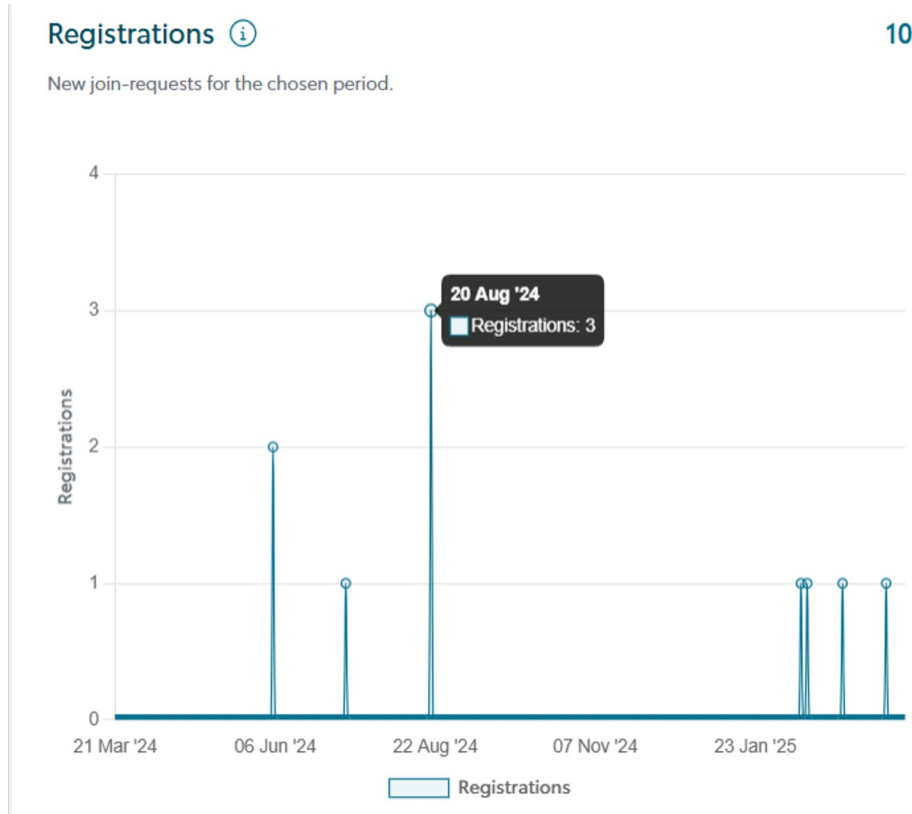 Registrations
10
New join-requests for the chosen period.
4
3
2
1
0
Registrations
20 Aug '24
Registrations: 3
21 Mar '24 06 Jun '24 22 Aug '24 07 Nov '24 23 Jan '25
Registrations